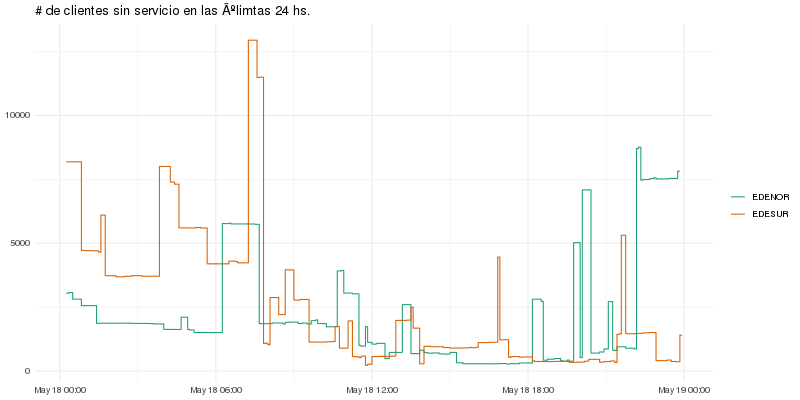 # de clientes sin servicio en las Ãºlimtas 24 hs.
10000
5000
0
May 18 00:00
May 18 06:00
May 18 12:00
May 18 18:00
May 19 00:00
EDENOR
EDESUR